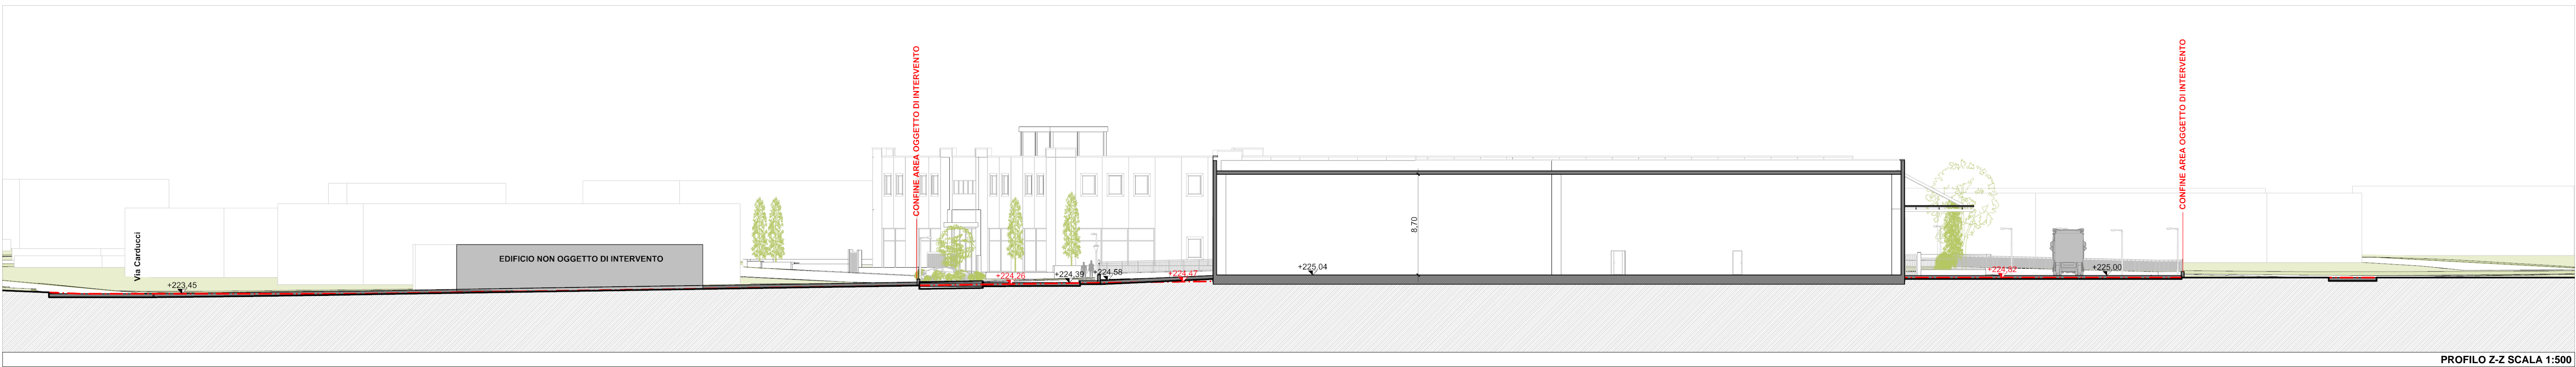 CONFINE AREA OGGETTO DI INTERVENTO
CONFINE AREA OGGETTO DI INTERVENTO
Via Carducci
EDIFICIO NON OGGETTO DI INTERVENTO
8,70
+223,45
+224,26
+224,39
+224,58
+224,47
+225,04
+224,82
+225,00
PROFILO Z-Z SCALA 1:500